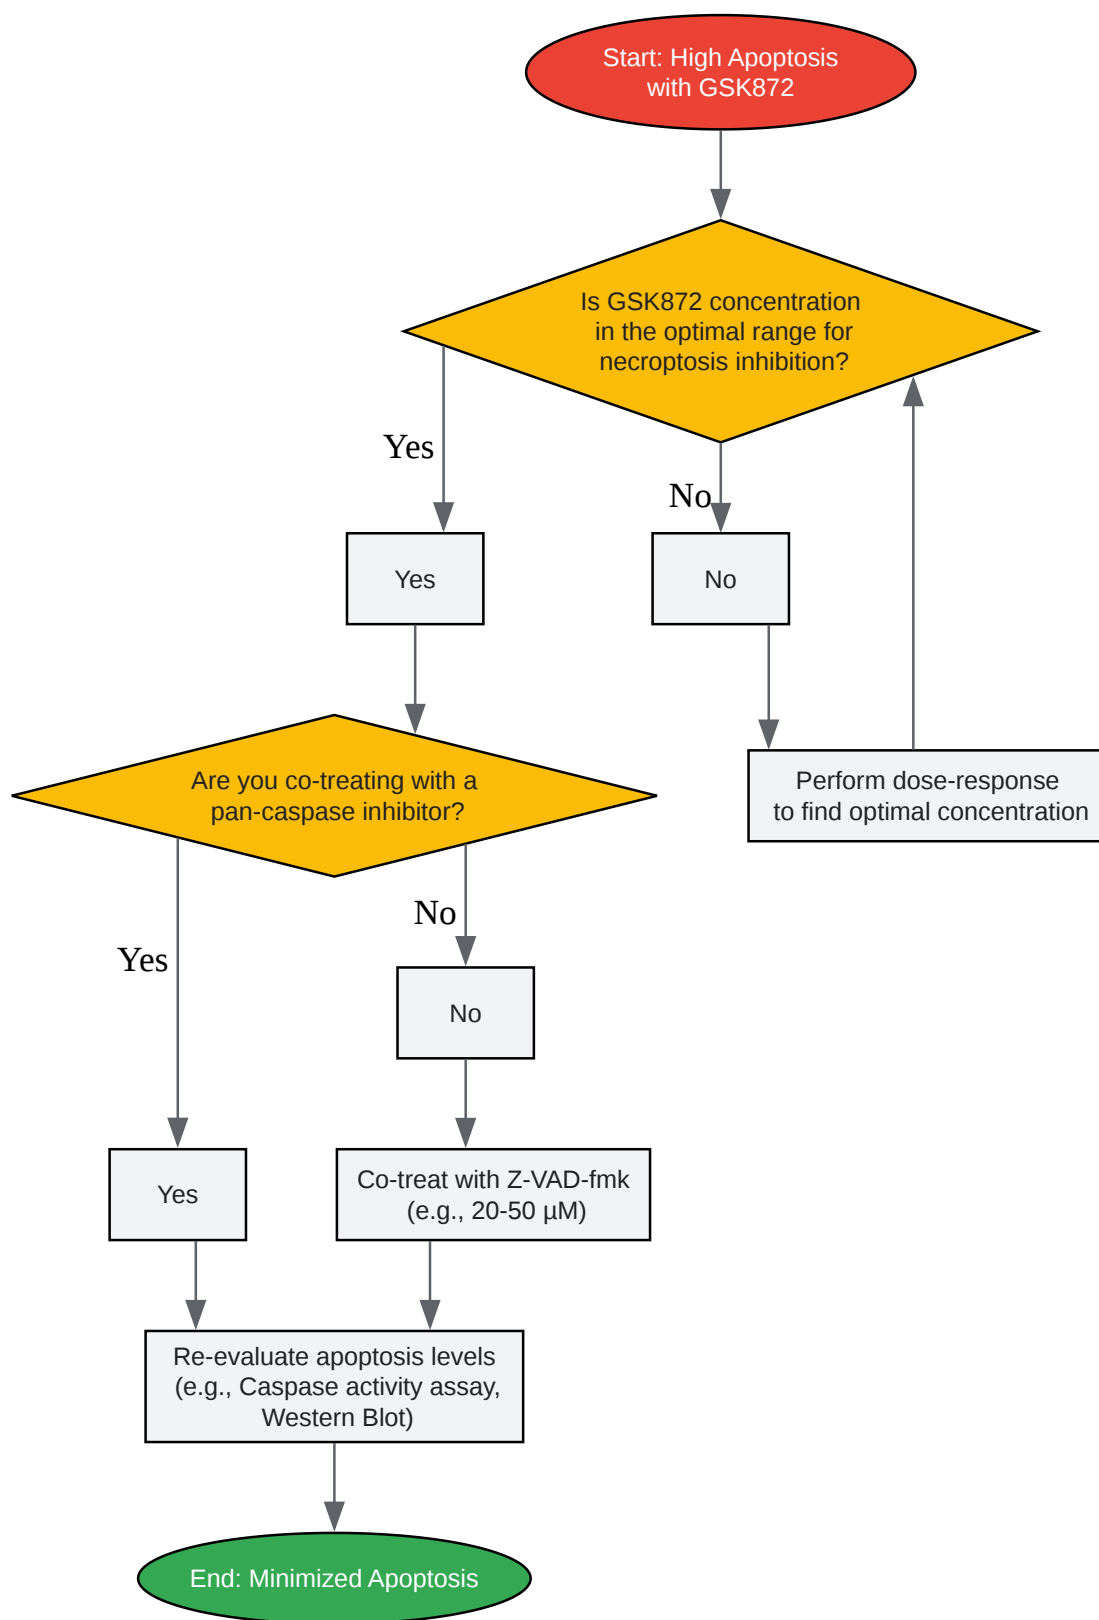 Start: High Apoptosis
with GSK872
Is GSK872 concentration
in the optimal range for
necroptosis inhibition?
Yes
No
Yes
No
Are you co-treating with a
pan-caspase inhibitor?
Perform dose-response
to find optimal concentration
No
Yes
No
Yes
Co-treat with Z-VAD-fmk
(e.g., 20-50 µM)
Re-evaluate apoptosis levels
(e.g., Caspase activity assay,
Western Blot)
End: Minimized Apoptosis